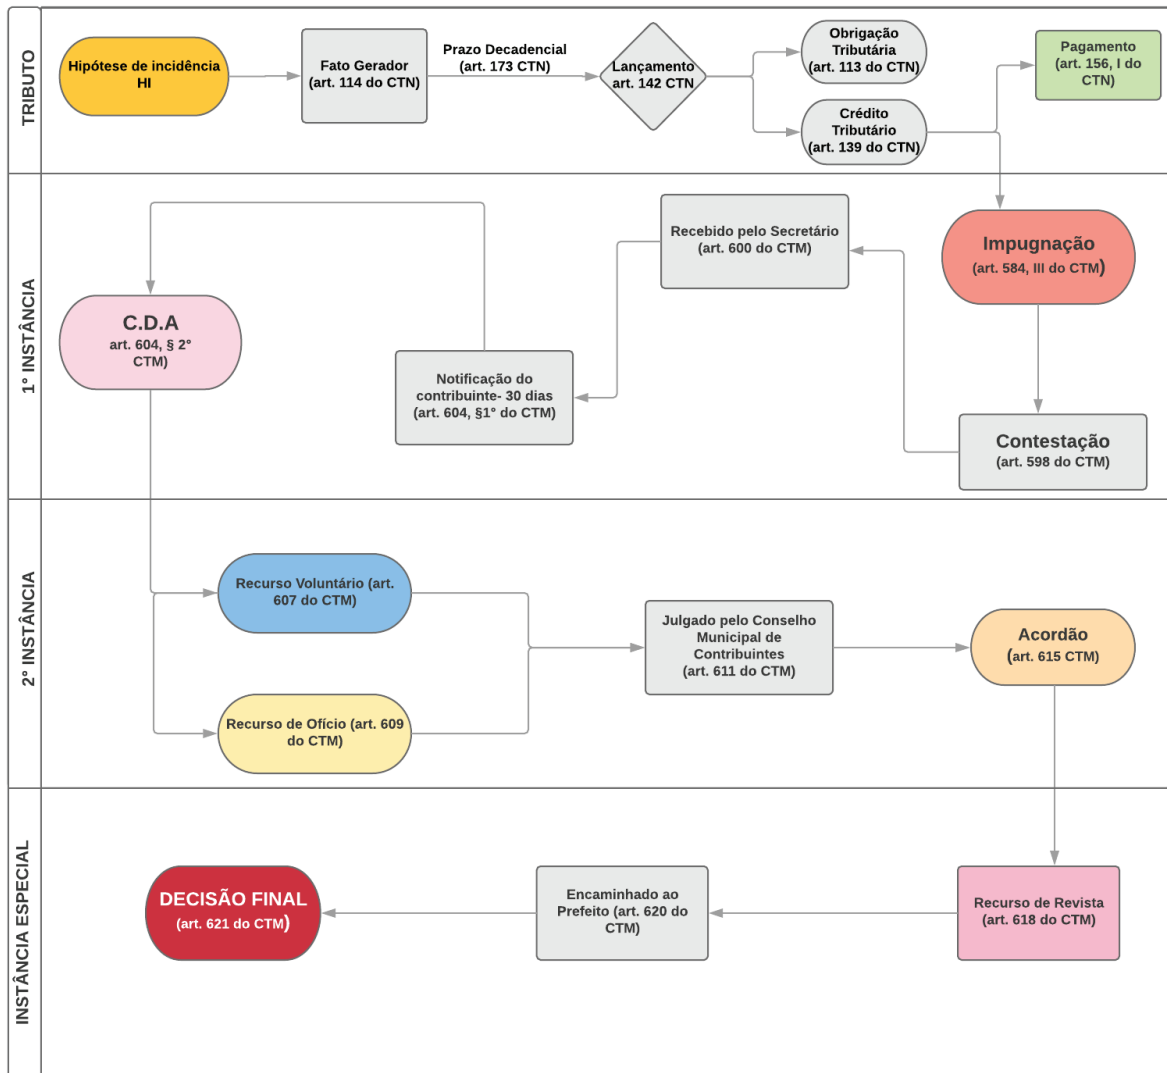 TRIBUTO
Hipótese de incidência
HI
Fato Gerador
(art. 114 do CTN)
Prazo Decadencial
(art. 173 CTN)
Lançamento
art. 142 CTN
Obrigação
Tributária
(art. 113 do CTN)
Crédito
Tributário
(art. 139 do CTN)
Pagamento
(art. 156, I do
CTN)
1º INSTÂNCIA
Impugnação
(art. 584, III do CTM)
Contestação
(art. 598 do CTM)
Recebido pelo Secretário
(art. 600 do CTM)
Notificação do
contribuinte- 30 dias
(art. 604, §1° do CTM)
C.D.A
art. 604, § 2°
CTM)
2º INSTÂNCIA
Recurso Voluntário (art.
607 do CTM)
Recurso de Ofício (art. 609
do CTM)
Julgado pelo Conselho
Municipal de
Contribuintes
(art. 611 do CTM)
Acordão
(art. 615 CTM)
INSTÂNCIA ESPECIAL
Recurso de Revista
(art. 618 do CTM)
Encaminhado ao
Prefeito (art. 620 do
CTM)
DECISÃO FINAL
(art. 621 do CTM)